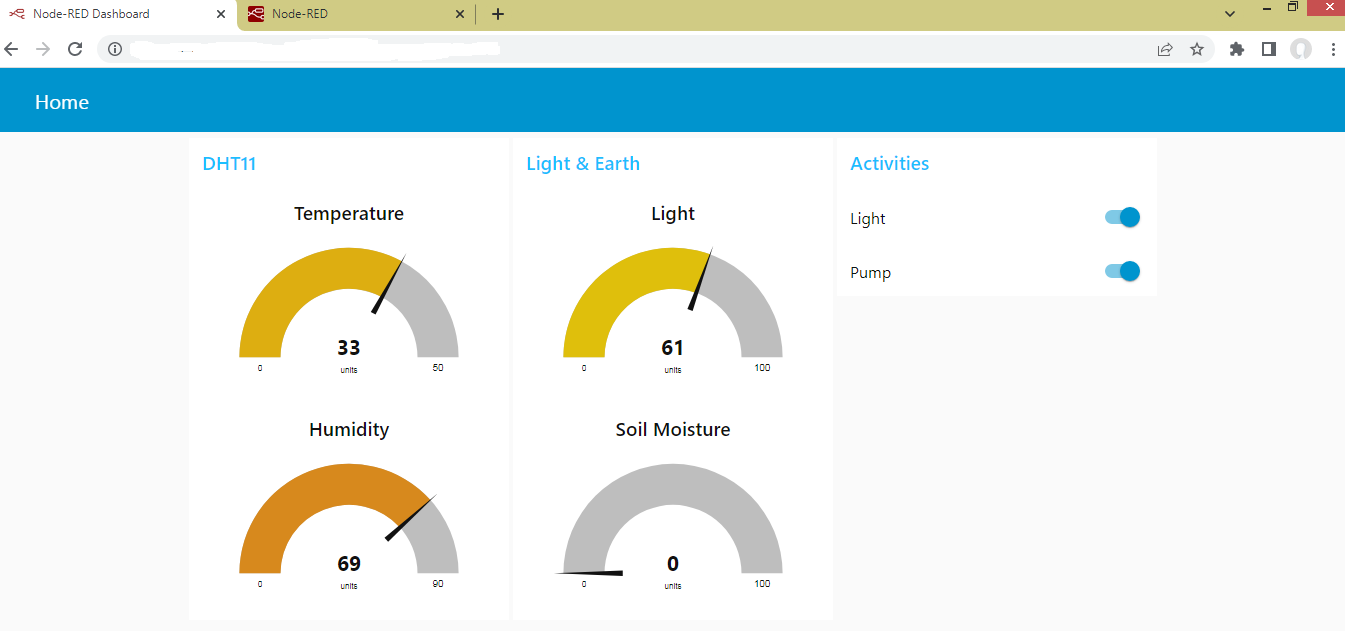 Node-RED Dashboard
Node-RED
Home
DHT11
Temperature
33
units
0
50
Humidity
69
units
0
90
Light & Earth
Light
61
units
0
100
Soil Moisture
0
units
0
100
Activities
Light
Pump